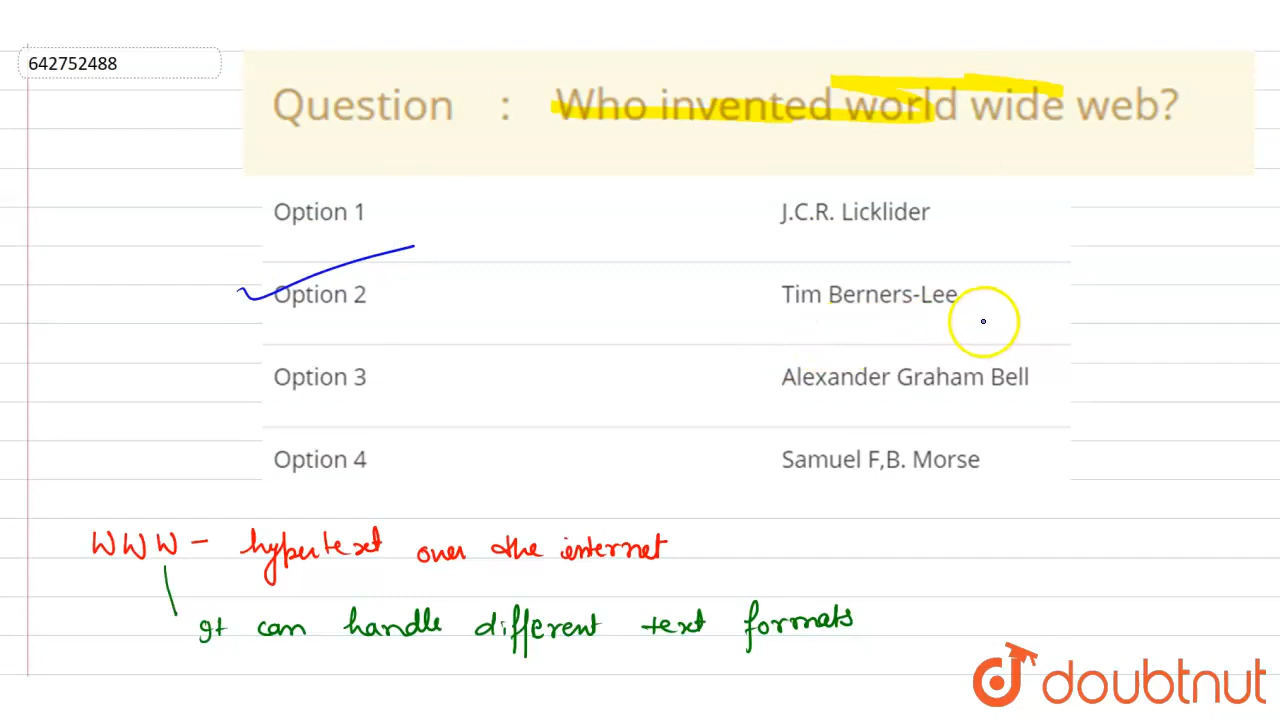 642752488
Question : Who invented world wide web?
Option 1 J.C.R. Licklider
Option 2 Tim Berners-Lee
Option 3 Alexander Graham Bell
Option 4 Samuel F,B. Morse
WWW - hypertext over the internet
It can handle different text formats
doubtnut